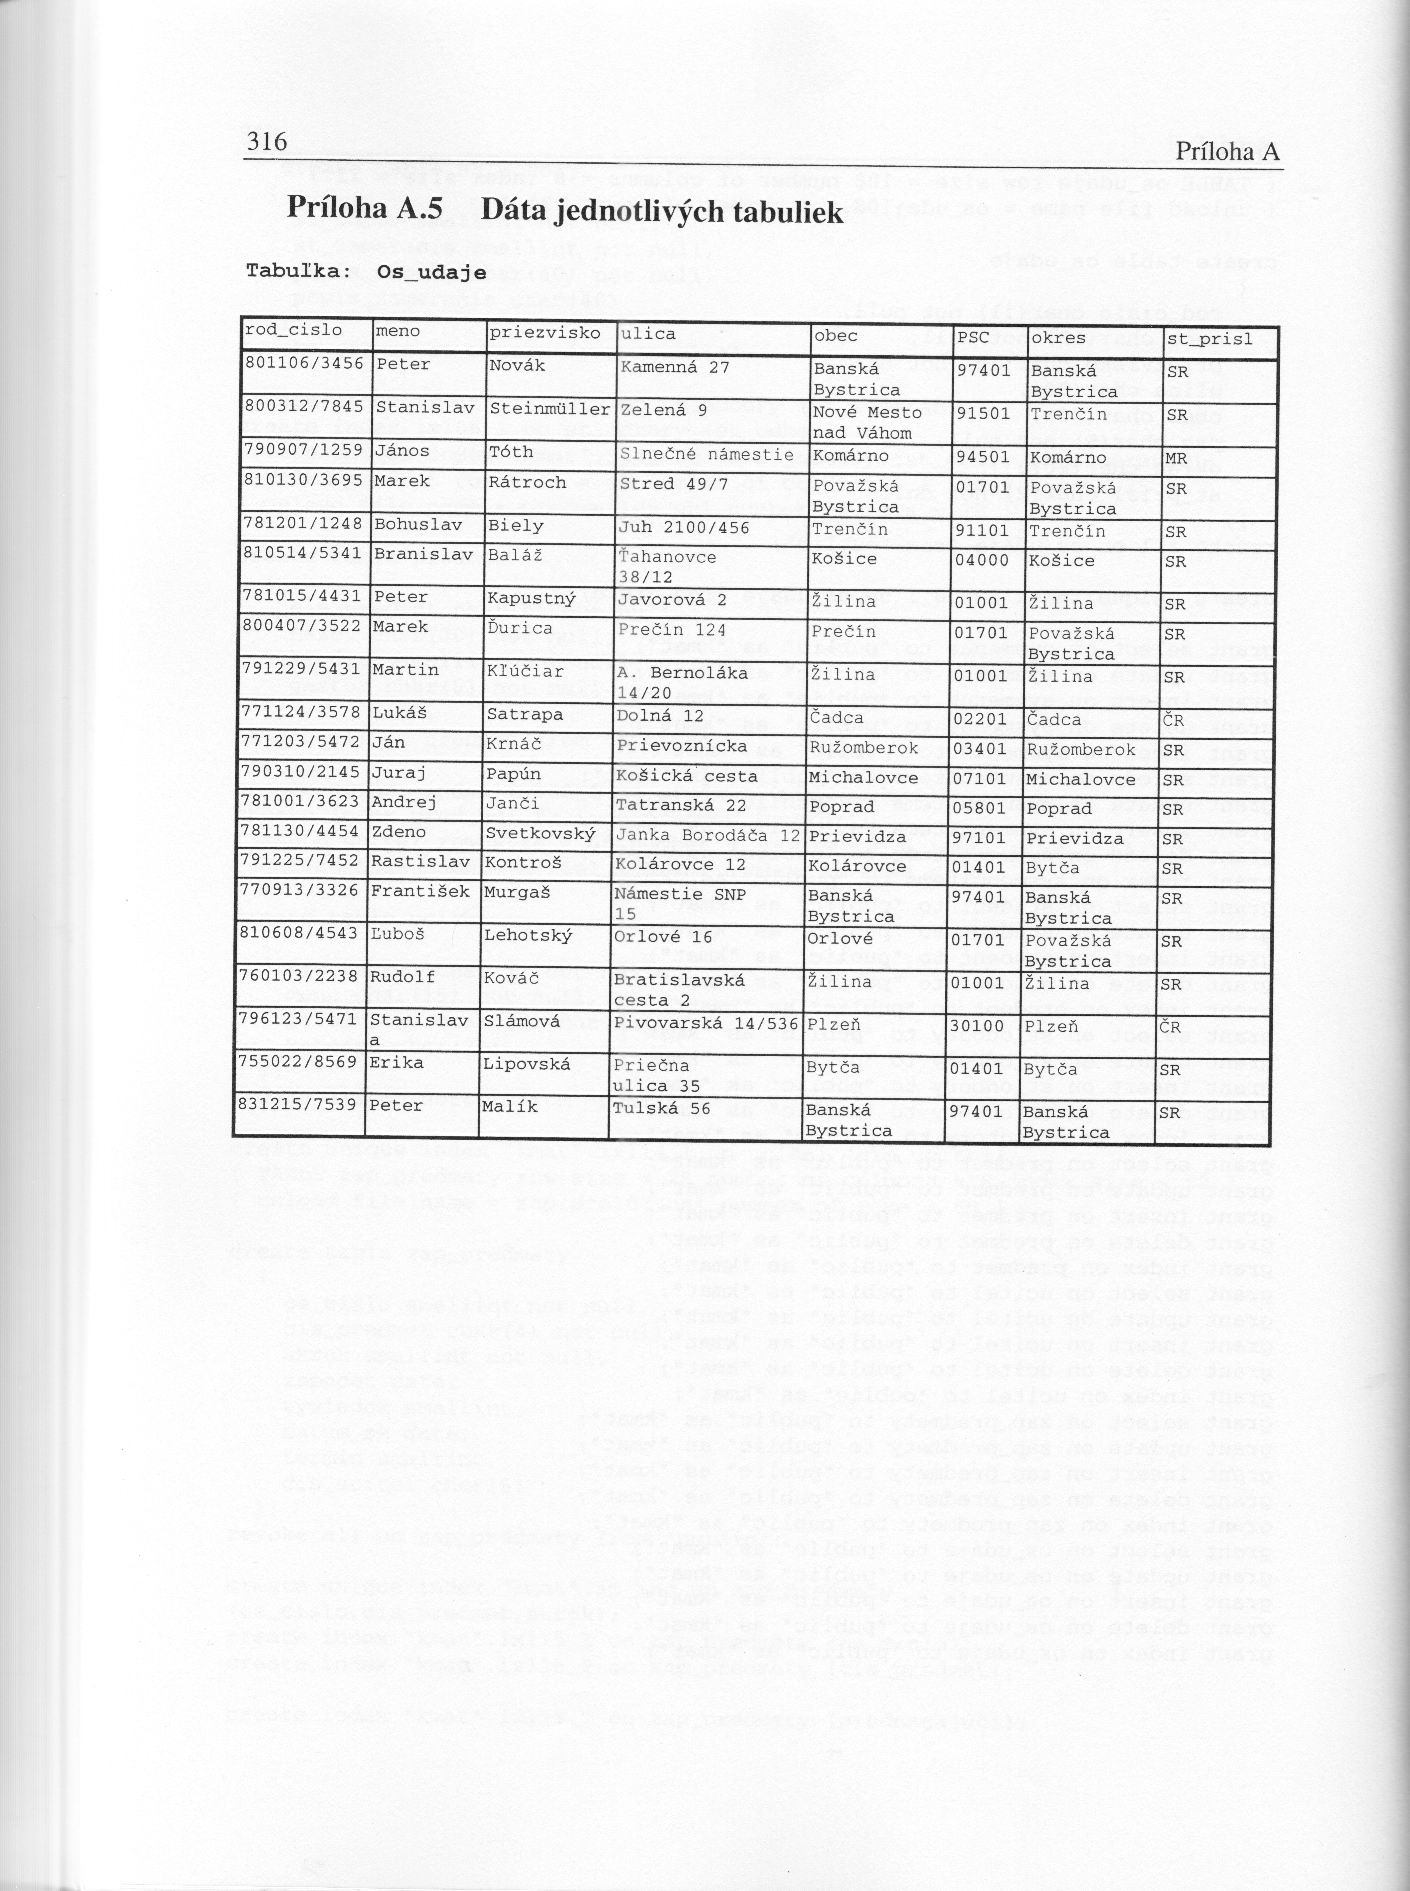 316
Príloha A
Príloha A.5 Dáta jednotlivých tabuliek
Tabuľka: Os_udaje
rod_cislo meno priezvisko ulica obec PSC okres st_prisl
801106/3456 Peter Novák Kamenná 27 Banská 97401 Banská SR
Bystrica Bystrica
800312/7845 Stanislav Steinmüller Zelená 9 Nové Mesto 91501 Trenčín SR
nad Váhom
790907/1259 János Tóth Slnečné námestie Komárno 94501 Komárno MR
810130/3695 Marek Rátroch Stred 49/7 Považská 01701 Považská SR
Bystrica Bystrica
781201/1248 Bohuslav Biely Juh 2100/456 Trenčín 91101 Trenčín SR
810514/5341 Branislav Baláž Ťahanovce Košice 04000 Košice SR
38/12
781015/4431 Peter Kapustný Javorová 2 Žilina 01001 Žilina SR
800407/3522 Marek Ďurica Prečín 124 Prečín 01701 Považská SR
Bystrica
791229/5431 Martin Kľúčiar A. Bernoláka Žilina 01001 Žilina SR
14/20
771124/3578 Lukáš Satrapa Dolná 12 Čadca 02201 Čadca ČR
771203/5472 Ján Krnáč Prievoznícka Ružomberok 03401 Ružomberok SR
790310/2145 Juraj Papún Košická cesta Michalovce 07101 Michalovce SR
781001/3623 Andrej Janči Tatranská 22 Poprad 05801 Poprad SR
781130/4454 Zdeno Svetkovský Janka Borodáča 12 Prievidza 97101 Prievidza SR
791225/7452 Rastislav Kontroš Kolárovce 12 Kolárovce 01401 Bytča SR
770913/3326 František Murgaš Námestie SNP Banská 97401 Banská SR
15 Bystrica Bystrica
810608/4543 Ľuboš Lehotský Orlové 16 Orlové 01701 Považská SR
Bystrica
760103/2238 Rudolf Kováč Bratislavská Žilina 01001 Žilina SR
cesta 2
796123/5471 Stanislav Slámová Pivovarská 14/536 Plzeň 30100 Plzeň ČR
a
755022/8569 Erika Lipovská Priečna Bytča 01401 Bytča SR
ulica 35
831215/7539 Peter Malík Tulská 56 Banská 97401 Banská SR
Bystrica Bystrica